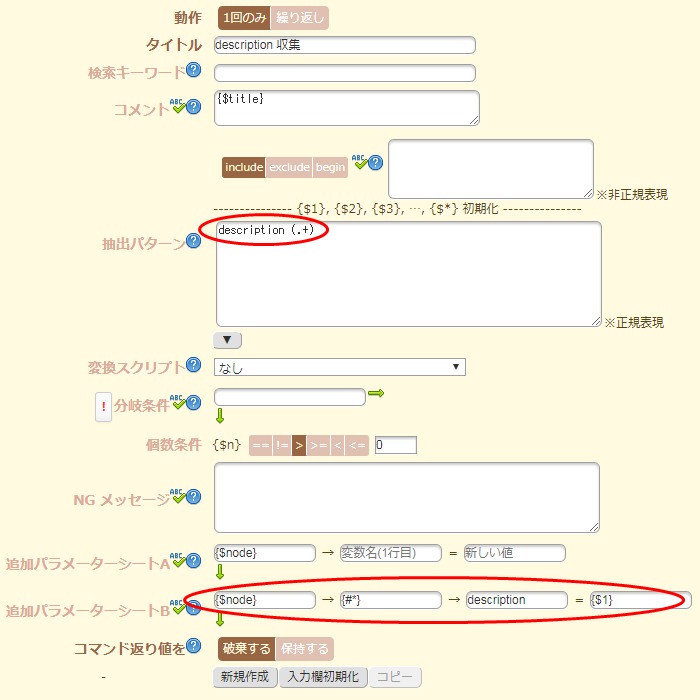 動作 1回のみ 繰り返し
タイトル description 収集
検索キーワード ?
コメント ABC ? {$title}
include exclude begin ABC ? ※非正規表現
--------------- {$1}, {$2}, {$3}, …, {$*} 初期化 ---------------
抽出パターン ? description (.+)
※正規表現
▼
変換スクリプト ? なし ▼
! 分岐条件 ABC ?
個数条件 {$n} == != > >= < <= 0
NG メッセージ ABC ?
追加パラメーターシートA ABC ? {$node} → 変数名(1行目) = 新しい値
追加パラメーターシートB ABC ? {$node} → {#*} → description = {$1}
コマンド返り値を ? 破棄する 保持する
- 新規作成 入力欄初期化 コピー